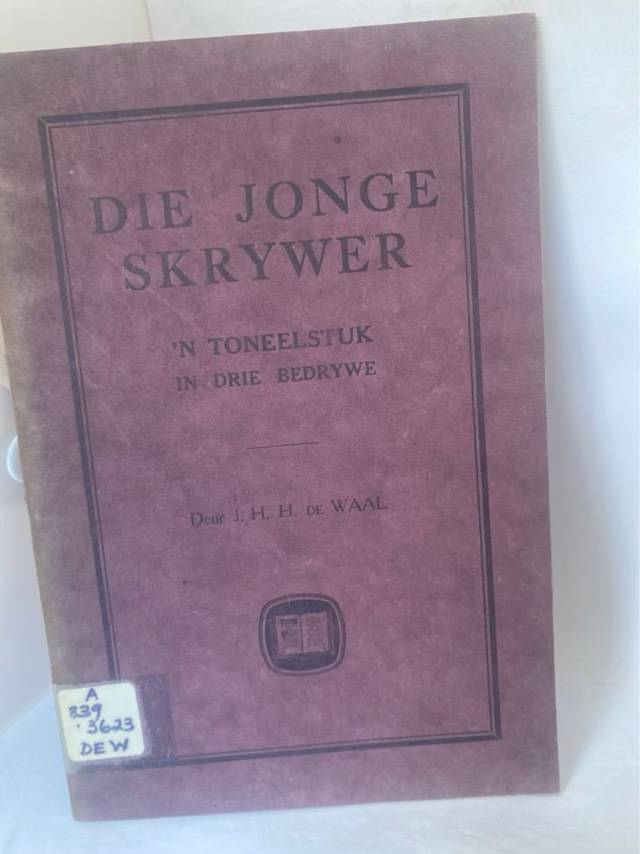 DIE JONGE
SKRYWER
'N TONEELSTUK
IN DRIE BEDRYWE
Deur J. H. H. DE WAAL
A
839
.3623
DEW